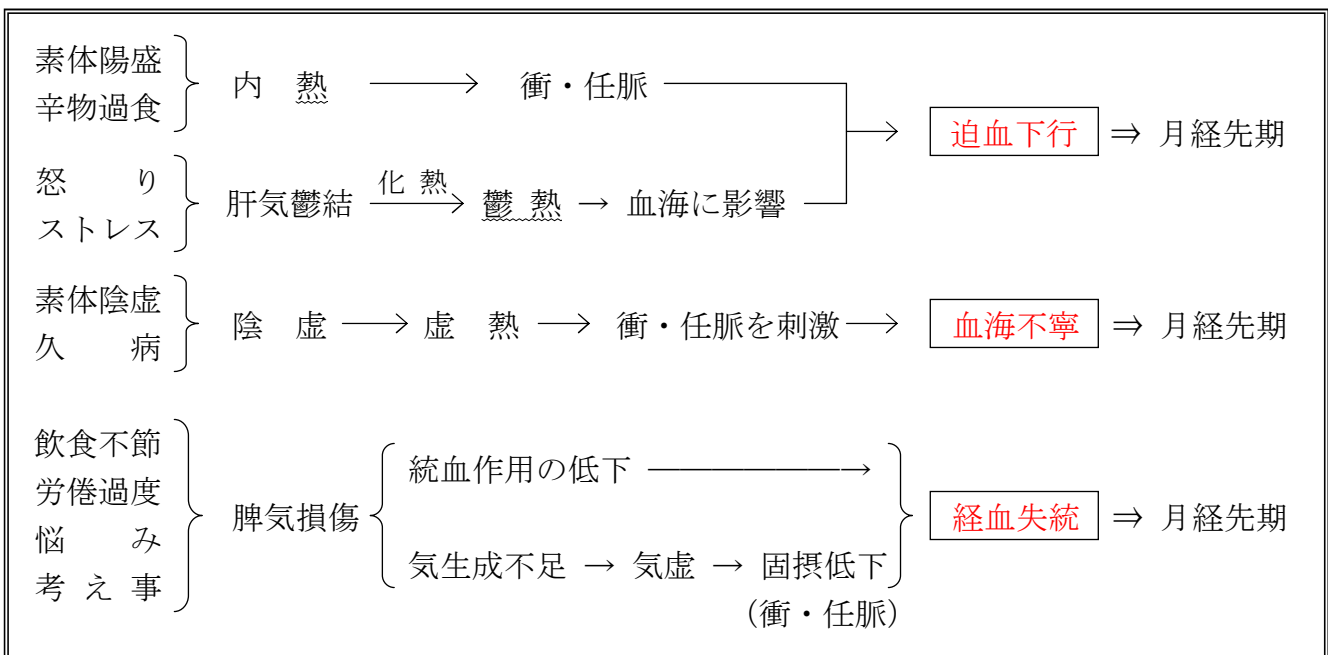 素体陽盛
辛物過食
内 熱 → 衝・任脈
怒 り
ストレス
肝気鬱結 化熱 → 鬱熱 → 血海に影響 →
迫血下行 ⇒ 月経先期
素体陰虚
久 病
陰 虚 → 虚 熱 → 衝・任脈を刺激 → 血海不寧 ⇒ 月経先期
飲食不節
労倦過度
悩 み
考え事
脾気損傷
統血作用の低下 →
気生成不足 → 気虚 → 固摂低下
(衝・任脈)
経血失統 ⇒ 月経先期